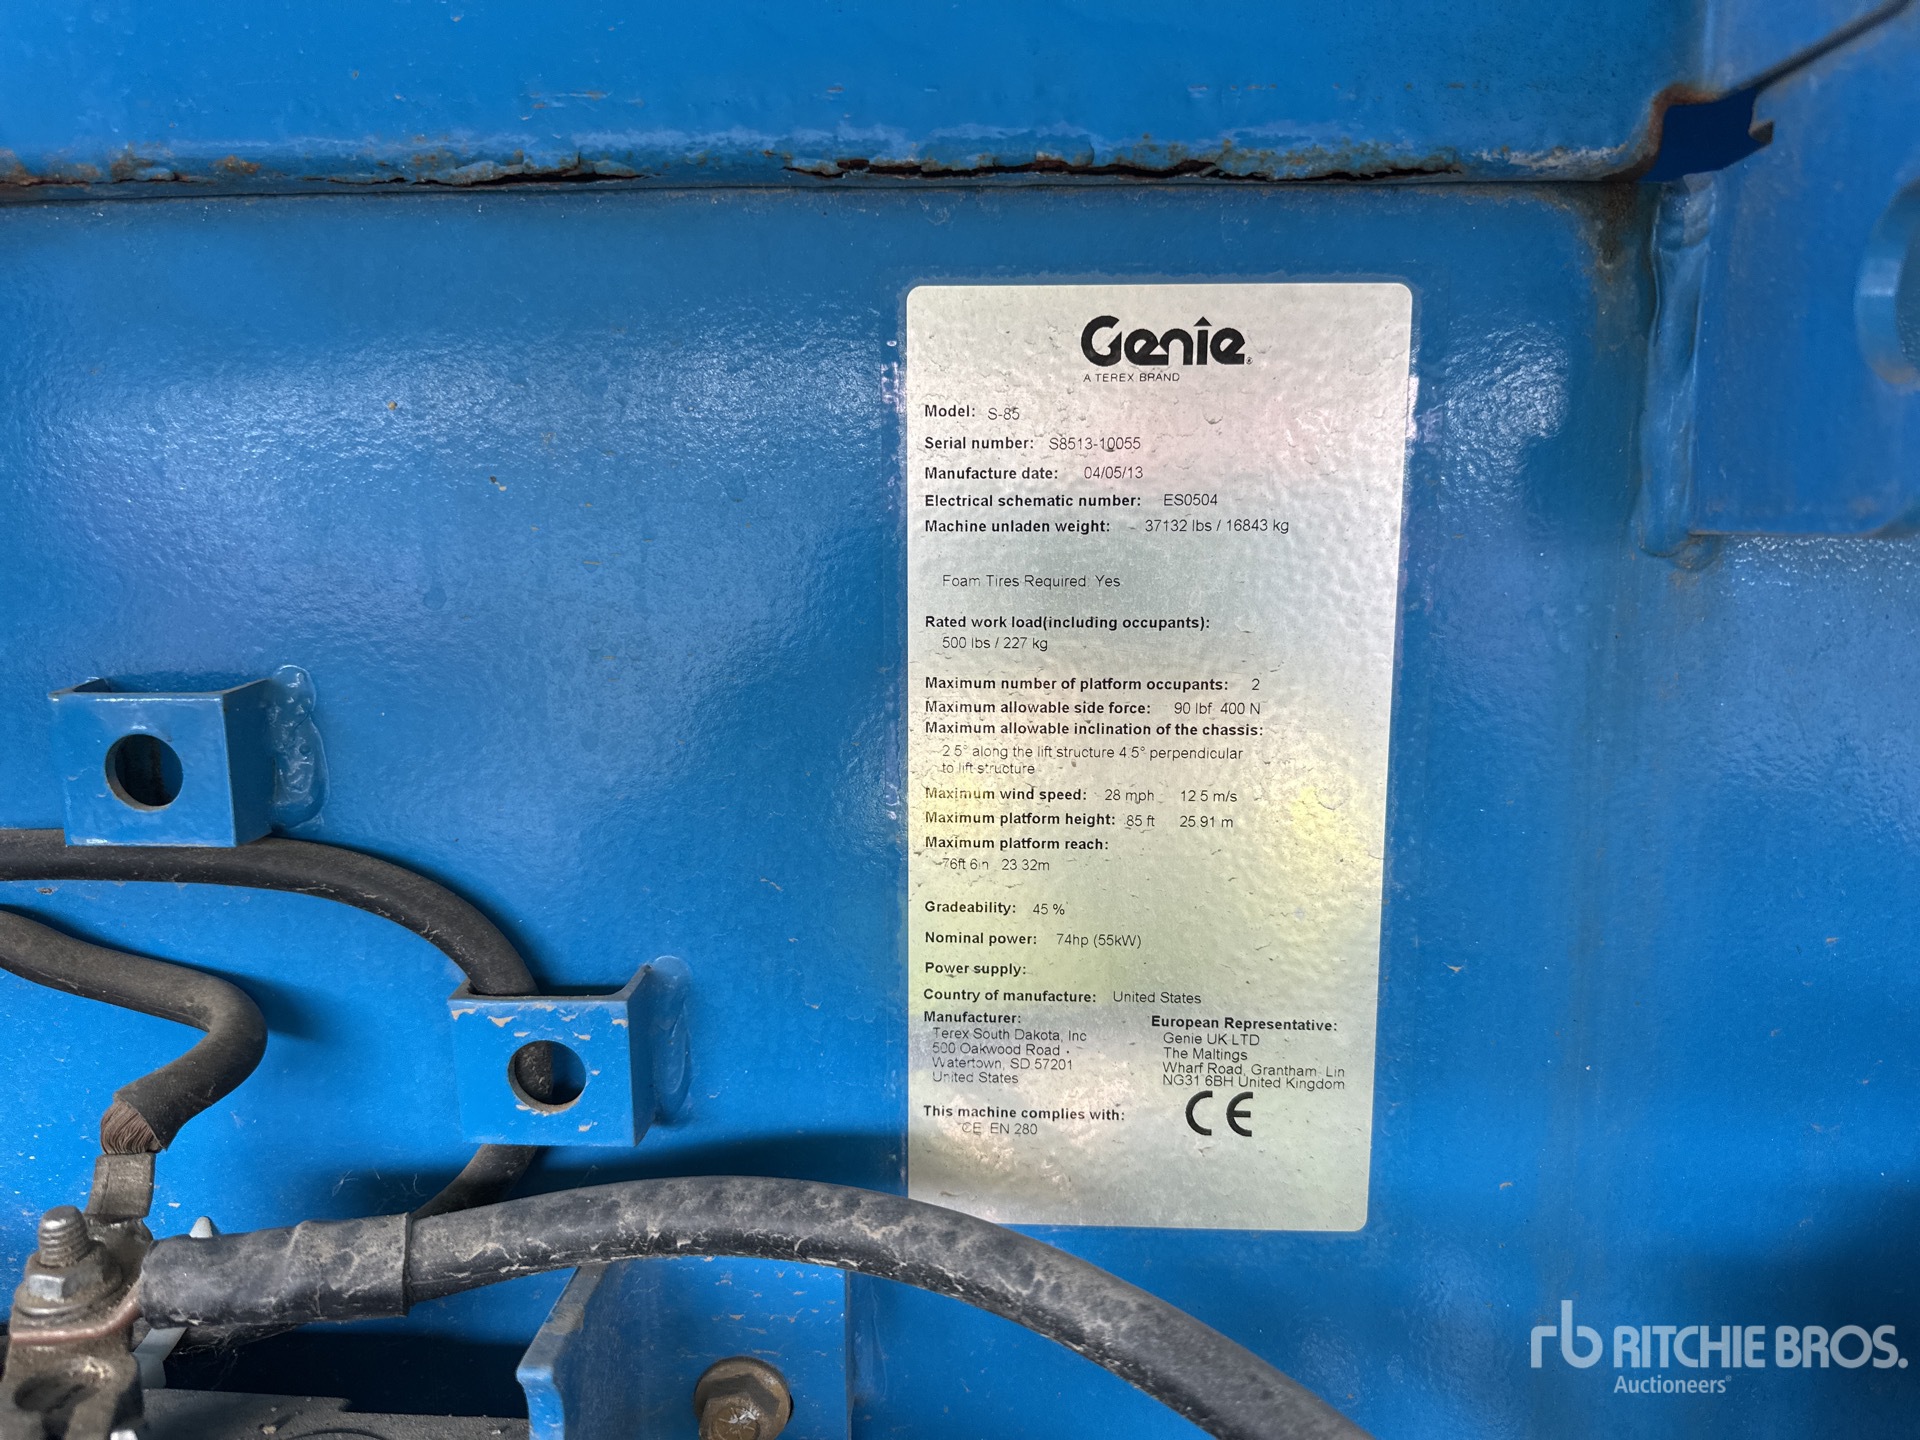 Genie®
A TEREX BRAND
Model: S-85
Serial number: S8513-10055
Manufacture date: 04/05/13
Electrical schematic number: ES0504
Machine unladen weight: 37132 lbs / 16843 kg
Foam Tires Required: Yes
Rated work load(including occupants):
500 lbs / 227 kg
Maximum number of platform occupants: 2
Maximum allowable side force: 90 lbf 400 N
Maximum allowable inclination of the chassis:
2.5° along the lift structure 4.5° perpendicular
to lift structure
Maximum wind speed: 28 mph 12.5 m/s
Maximum platform height: 85 ft 25.91 m
Maximum platform reach:
76ft 6in 23.32m
Gradeability: 45 %
Nominal power: 74hp (55kW)
Power supply:
Country of manufacture: United States
Manufacturer:
Terex South Dakota, Inc
500 Oakwood Road
Watertown, SD 57201
United States
European Representative:
Genie UK LTD
The Maltings
Wharf Road, Grantham Lin
NG31 6BH United Kingdom
This machine complies with:
CE EN 280
CE
rb RITCHIE BROS.
Auctioneers